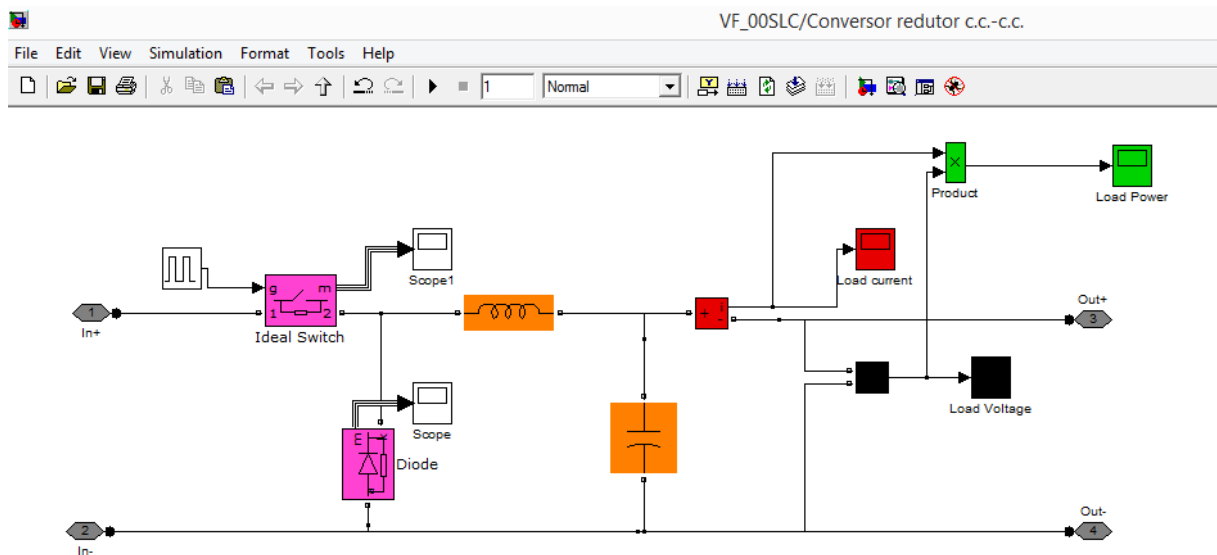 VF_00SLC/Conversor redutor c.c.-c.c.
File Edit View Simulation Format Tools Help
1 Normal
Product
Load Power
Scope1
Load current
g m
1 2
Ideal Switch
1
In+
+ i -
Out+
3
Load Voltage
Scope
Diode
2
In-
Out-
4